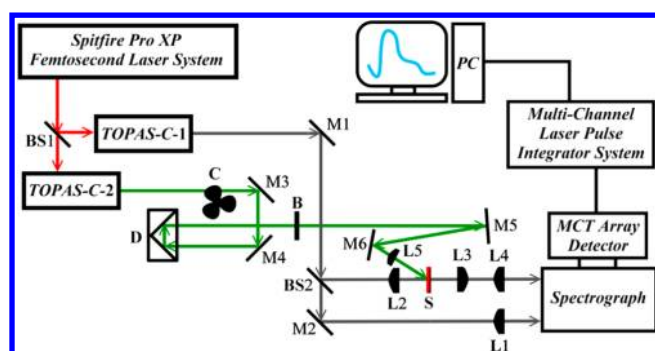 Spitfire Pro XP
Femtosecond Laser System
PC
BS1
TOPAS-C-1
M1
Multi-Channel
Laser Pulse
Integrator System
TOPAS-C-2
C
M3
D
B
M5
M4
M6
L5
MCT Array
Detector
BS2
L2
S
L3
L4
Spectrograph
M2
L1